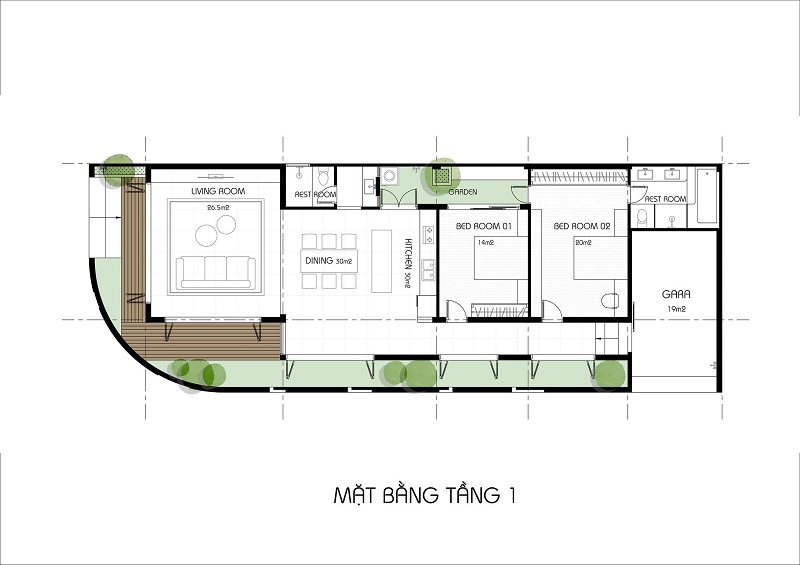 LIVING ROOM
26.5m2
REST ROOM
GARDEN
BED ROOM 01
14m2
BED ROOM 02
20m2
REST ROOM
DINING 30m2
KITCHEN 30m2
GARA
19m2
MẶT BẰNG TẦNG 1